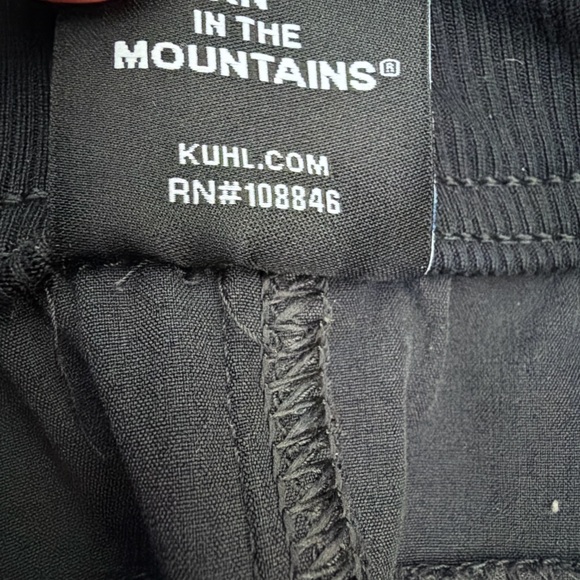 IN THE
MOUNTAINS®
KUHL.COM
RN#108846